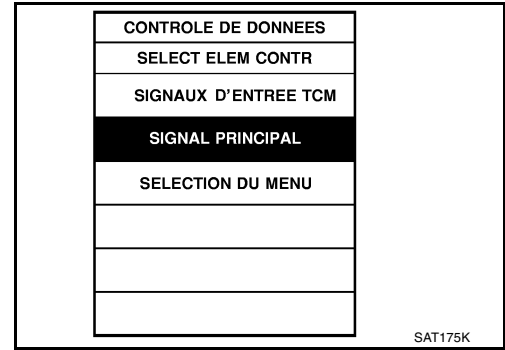 CONTROLE DE DONNEES
SELECT ELEM CONTR
SIGNAUX D'ENTREE TCM
SIGNAL PRINCIPAL
SELECTION DU MENU
SAT175K